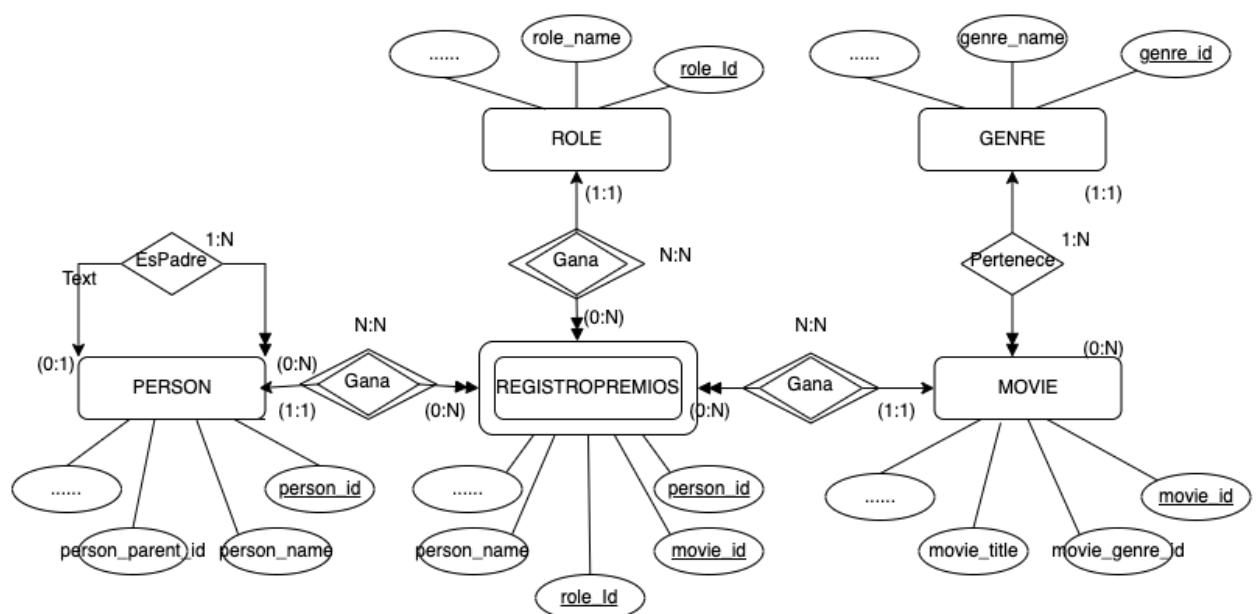 role_name
genre_name
......
role_Id
......
genre_id
ROLE
GENRE
(1:1)
(1:1)
1:N
EsPadre
Text
Gana
N:N
1:N
Pertenece
(0:N)
N:N
N:N
(0:1)
(0:N)
(0:N)
PERSON
Gana
REGISTROPREMIOS
Gana
MOVIE
(1:1)
(0:N)
(0:N)
(1:1)
......
person_id
......
person_id
......
movie_id
person_parent_id
person_name
person_name
movie_id
movie_title
movie_genre_id
role_Id